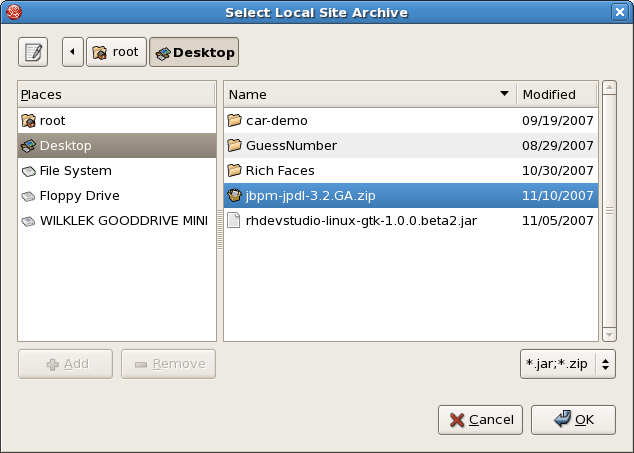 Select Local Site Archive
root Desktop
Places Name Modified
root car-demo 09/19/2007
Desktop GuessNumber 08/29/2007
File System Rich Faces 10/30/2007
Floppy Drive jbpm-jpdl-3.2.GA.zip 11/10/2007
WILKLEK GOODDRIVE MINI rhdevstudio-linux-gtk-1.0.0.beta2.jar 11/05/2007
Add Remove *.jar;*.zip
Cancel OK